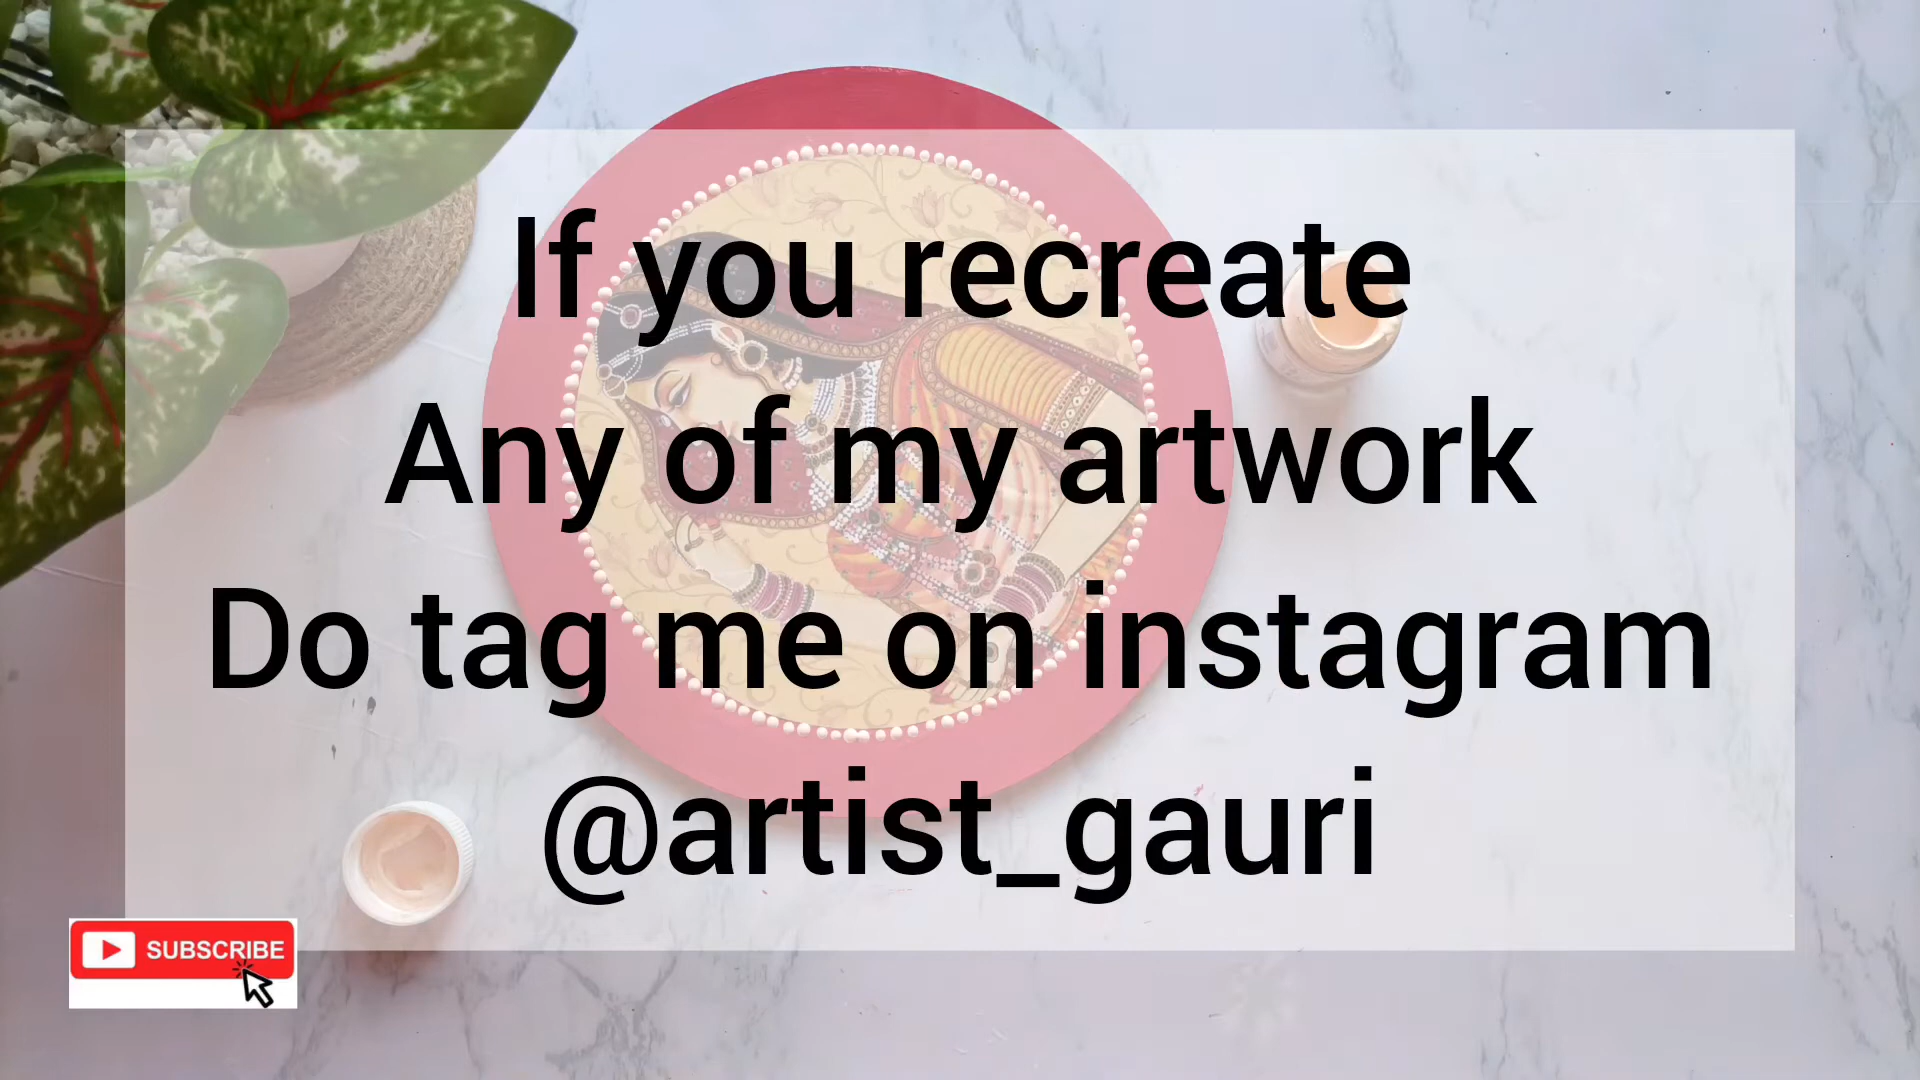 If you recreate
Any of my artwork
Do tag me on instagram
@artist_gauri
SUBSCRIBE